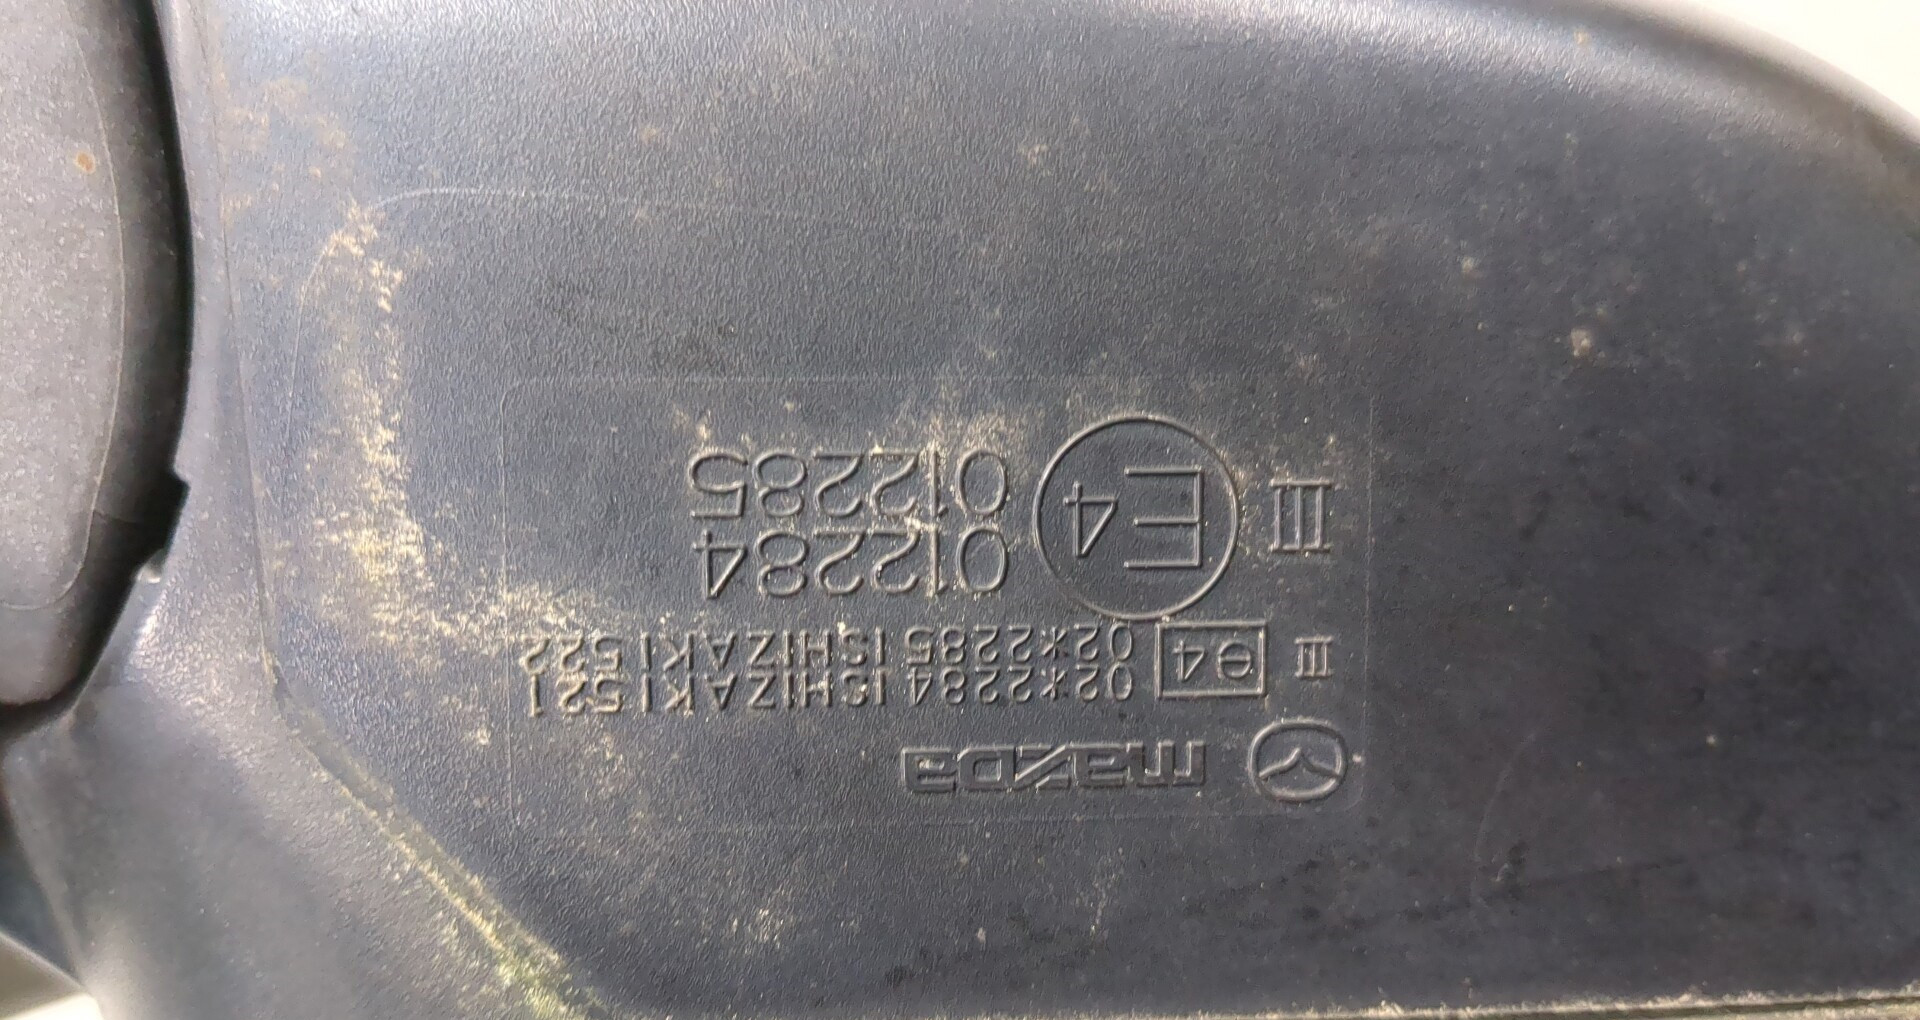 mazda
III e4 02*2284 ISHIZAKI 521
02*2285 ISHIZAKI 522
III E4 012284
012285